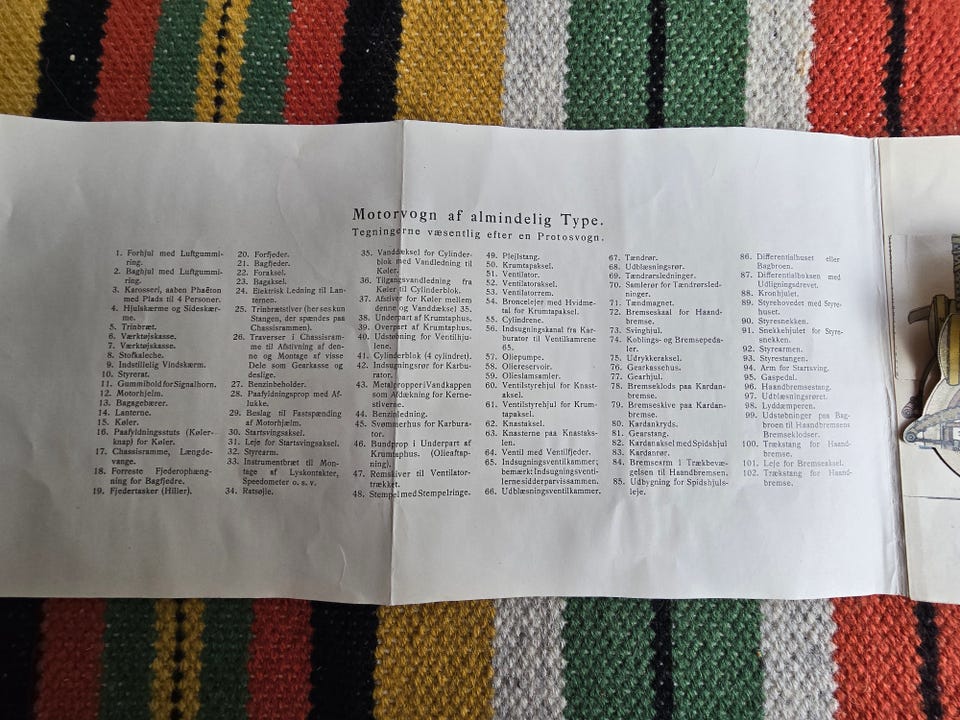 Motorvogn af almindelig Type.
Tegningerne væsentlig efter en Protosvogn.
1. Forhjul med Luftgummi-
ring.
2. Baghjul med Luftgummi-
ring.
3. Karosseri, aaben Phaëton
med Plads til 4 Personer.
4. Hjulskærme og Sideskær-
me.
5. Trinbræt.
6. Værktøjskasse.
7. Værktøjskasse.
8. Stofkaleche.
9. Indstillelig Vindskærm.
10. Styrerat.
11. Gummibold for Signalhorn.
12. Motorhjelm.
13. Bagagebærer.
14. Lanterne.
15. Køler.
16. Paafyldningsstuts (Køler-
knap) for Køler.
17. Chassisramme, Længde-
vange.
18. Forreste Fjederophæng-
ning for Bagfjedre.
19. Fjedertasker (Hiller).
20. Forfjeder.
21. Bagfjeder.
22. Foraksel.
23. Bagaksel.
24. Elektrisk Ledning til Lan-
ternen.
25. Trinbrætstiver (her ses kun
Stangen, der spændes paa
Chassisrammen).
26. Traverser i Chassisram-
me til Afstivning af den-
ne og Montage af visse
Dele som Gearkasse og
deslige.
27. Benzinbeholder.
28. Paafyldningsprop med Af-
lukke.
29. Beslag til Fastspænding
af Motorhjelm.
30. Startsvingsaksel.
31. Leje for Startsvingsaksel.
32. Styrearm.
33. Instrumentbræt til Mon-
tage af Lyskontakter,
Speedometer o. s. v.
34. Ratsøjle.
35. Vanddæksel for Cylinder-
blok med Vandledning til
Køler.
36. Tilgangsvandledning fra
Køler til Cylinderblok.
37. Afstiver for Køler mellem
denne og Vanddæksel 35.
38. Underpart af Krumtaphus.
39. Overpart af Krumtaphus.
40. Udboring for Ventilhju-
lene.
41. Cylinderblok (4 cylindret).
42. Indsugningsrør for Karbu-
rator.
43. Metalpropper i Vandkappen
som Afdækning for Kerne-
stiverne.
44. Benzinledning.
45. Svømmerhus for Karbura-
tor.
46. Bundprop i Underpart af
Krumtaphus. (Olieaftap-
ning).
47. Remskiver til Ventilator-
trækket.
48. Stempel med Stempelringe.
49. Plejlstang.
50. Krumtapaksel.
51. Ventilator.
52. Ventilatoraksel.
53. Ventilatorrem.
54. Broncelejer med Hvidme-
tal for Krumtapaksel.
55. Cylindrene.
56. Indsugningskanal fra Kar-
burator til Ventilkamrene
65.
57. Oliepumpe.
58. Oliereservoir.
59. Olieslamsamler.
60. Ventilstyrehjul for Knast-
aksel.
61. Ventilstyrehjul for Krum-
tapaksel.
62. Knastaksel.
63. Knasterne paa Knastaks-
len.
64. Ventil med Ventilfjeder.
65. Indsugningsventilkammer;
bemærk Indsugningsventi-
lerne sidder parvis sammen.
66. Udblæsningsventilkammer.
67. Tændrør.
68. Udblæsningsrør.
69. Tændrørsledninger.
70. Samlerør for Tændrørsled-
ninger.
71. Tændmagnet.
72. Bremseskaal for Haand-
bremse.
73. Svinghjul.
74. Koblings- og Bremsepeda-
ler.
75. Udrykkeraksel.
76. Gearkassehus.
77. Gearhjul.
78. Bremseklods paa Kardan-
bremse.
79. Bremseskive paa Kardan-
bremse.
80. Kardankryds.
81. Gearstang.
82. Kardanaksel med Spidshjul
83. Kardanrør.
84. Bremsearm i Trækbevæ-
gelsen til Haandbremsen.
85. Udbygning for Spidshjuls-
leje.
86. Differentialhuset eller
Bagbroen.
87. Differentialboksen med
Udligningsdrevet.
88. Kronhjulet.
89. Styrehovedet med Styre-
huset.
90. Styresnekken.
91. Snekkehjulet for Styre-
snekken.
92. Styrearmen.
93. Styrestangen.
94. Arm for Startsving.
95. Gaspedal.
96. Haandbremsestang.
97. Udblæsningsrøret.
98. Lyddæmperen.
99. Udstøbninger paa Bag-
broen til Haandbremsens
Bremseklodser.
100. Trækstang for Haand-
bremse.
101. Leje for Bremseaksel.
102. Trækstang for Haand-
bremse.